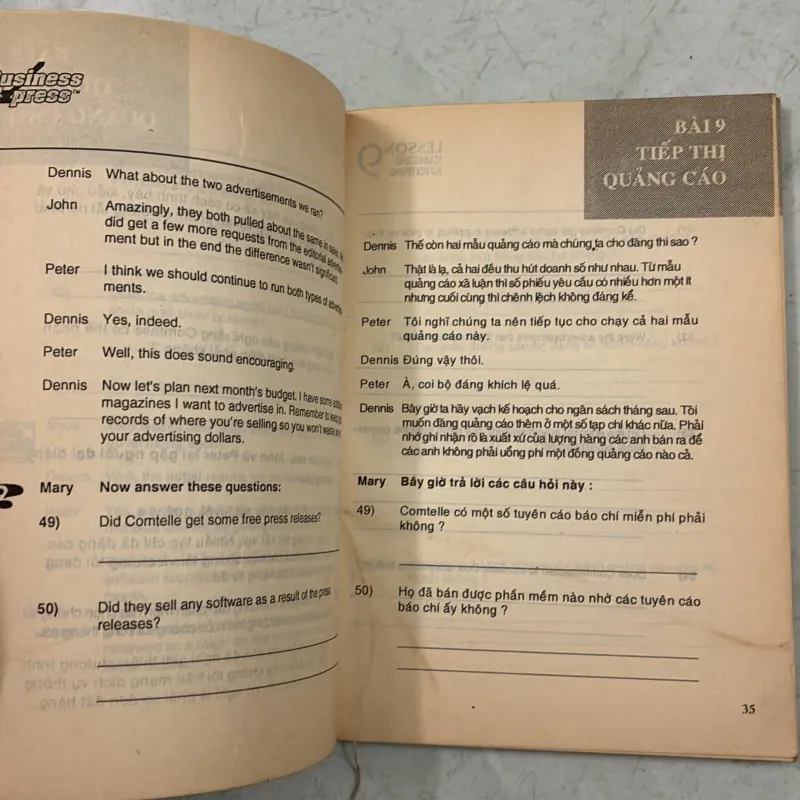 Business
press™
Dennis What about the two advertisements we ran?
John Amazingly, they both pulled about the same in sales. We
did get a few more requests from the editorial
ment but in the end the difference wasn't significant.
Peter I think we should continue to run both types of
ments.
Dennis Yes, indeed.
Peter Well, this does sound encouraging.
Dennis Now let's plan next month's budget. I have some
magazines I want to advertise in. Remember to keep
records of where you're selling so you won't waste
your advertising dollars.
? Mary Now answer these questions:
49) Did Comtelle get some free press releases?
50) Did they sell any software as a result of the press
releases?
BÀI 9
TIẾP THỊ
QUẢNG CÁO
Dennis Thế còn hai mẫu quảng cáo mà chúng ta cho đăng thì sao ?
John Thật là lạ, cả hai đều thu hút doanh số như nhau. Từ mẫu
quảng cáo xã luận thì số phiếu yêu cầu có nhiều hơn một ít
nhưng cuối cùng thì chênh lệch không đáng kể.
Peter Tôi nghĩ chúng ta nên tiếp tục cho chạy cả hai mẫu
quảng cáo này.
Dennis Đúng vậy thôi.
Peter À, coi bộ đáng khích lệ quá.
Dennis Bây giờ ta hãy vạch kế hoạch cho ngân sách tháng sau. Tôi
muốn đăng quảng cáo thêm ở một số tạp chí khác nữa. Phải
nhớ ghi nhận rõ là xuất xứ của lượng hàng các anh bán ra để
các anh không phải uổng phí một đồng quảng cáo nào cả.
Mary Bây giờ trả lời các câu hỏi này :
49) Comtelle có một số tuyên cáo báo chí miễn phí phải
không ?
50) Họ đã bán được phần mềm nào nhờ các tuyên cáo
báo chí ấy không ?
35